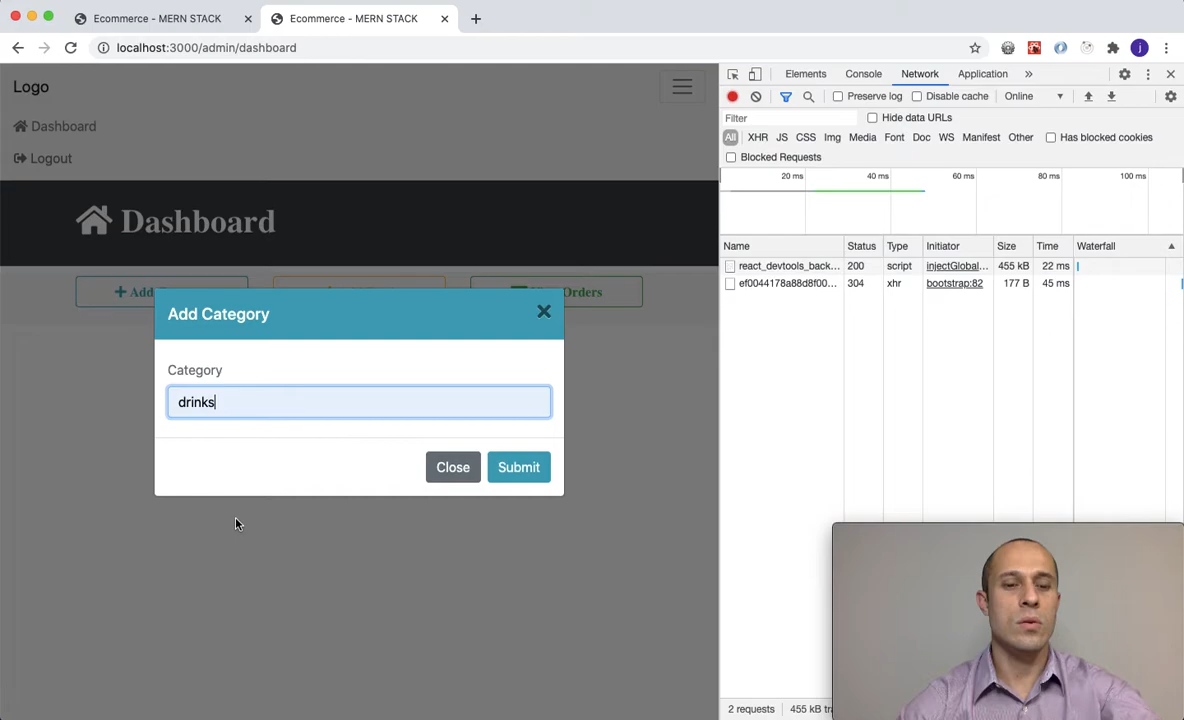 Ecommerce - MERN STACK
Ecommerce - MERN STACK
localhost:3000/admin/dashboard
j
Logo
Dashboard
Logout
Dashboard
Add
Orders
Add Category
Category
drinks
Close
Submit
Elements Console Network Application
Preserve log Disable cache Online
Filter Hide data URLs
All XHR JS CSS Img Media Font Doc WS Manifest Other Has blocked cookies
Blocked Requests
20 ms 40 ms 60 ms 80 ms 100 ms
Name Status Type Initiator Size Time Waterfall
react_devtools_back... 200 script injectGlobal... 455 kB 22 ms
ef0044178a88d8f00... 304 xhr bootstrap:82 177 B 45 ms
2 requests 455 kB